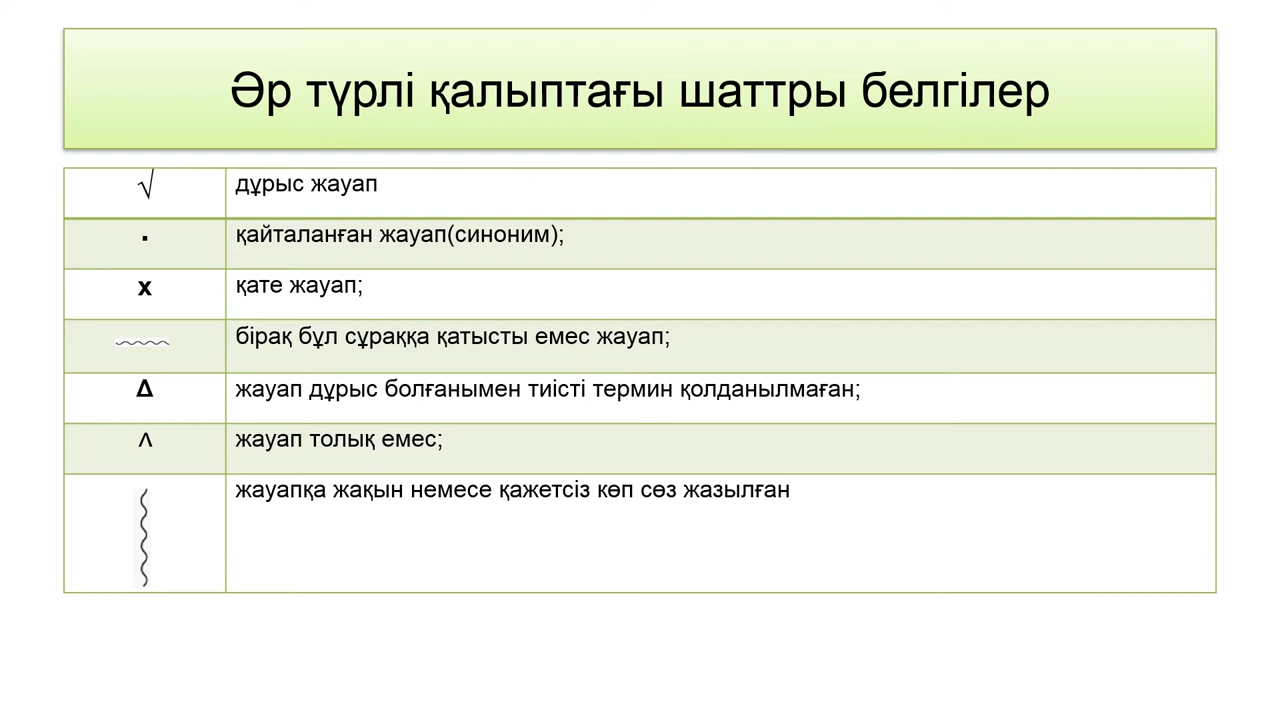 Әр түрлі қалыптағы шаттры белгілер
√ дұрыс жауап
· қайталанған жауап(синоним);
x қате жауап;
бірақ бұл сұраққа қатысты емес жауап;
Δ жауап дұрыс болғанымен тиісті термин қолданылмаған;
˄ жауап толық емес;
жауапқа жақын немесе қажетсіз көп сөз жазылған